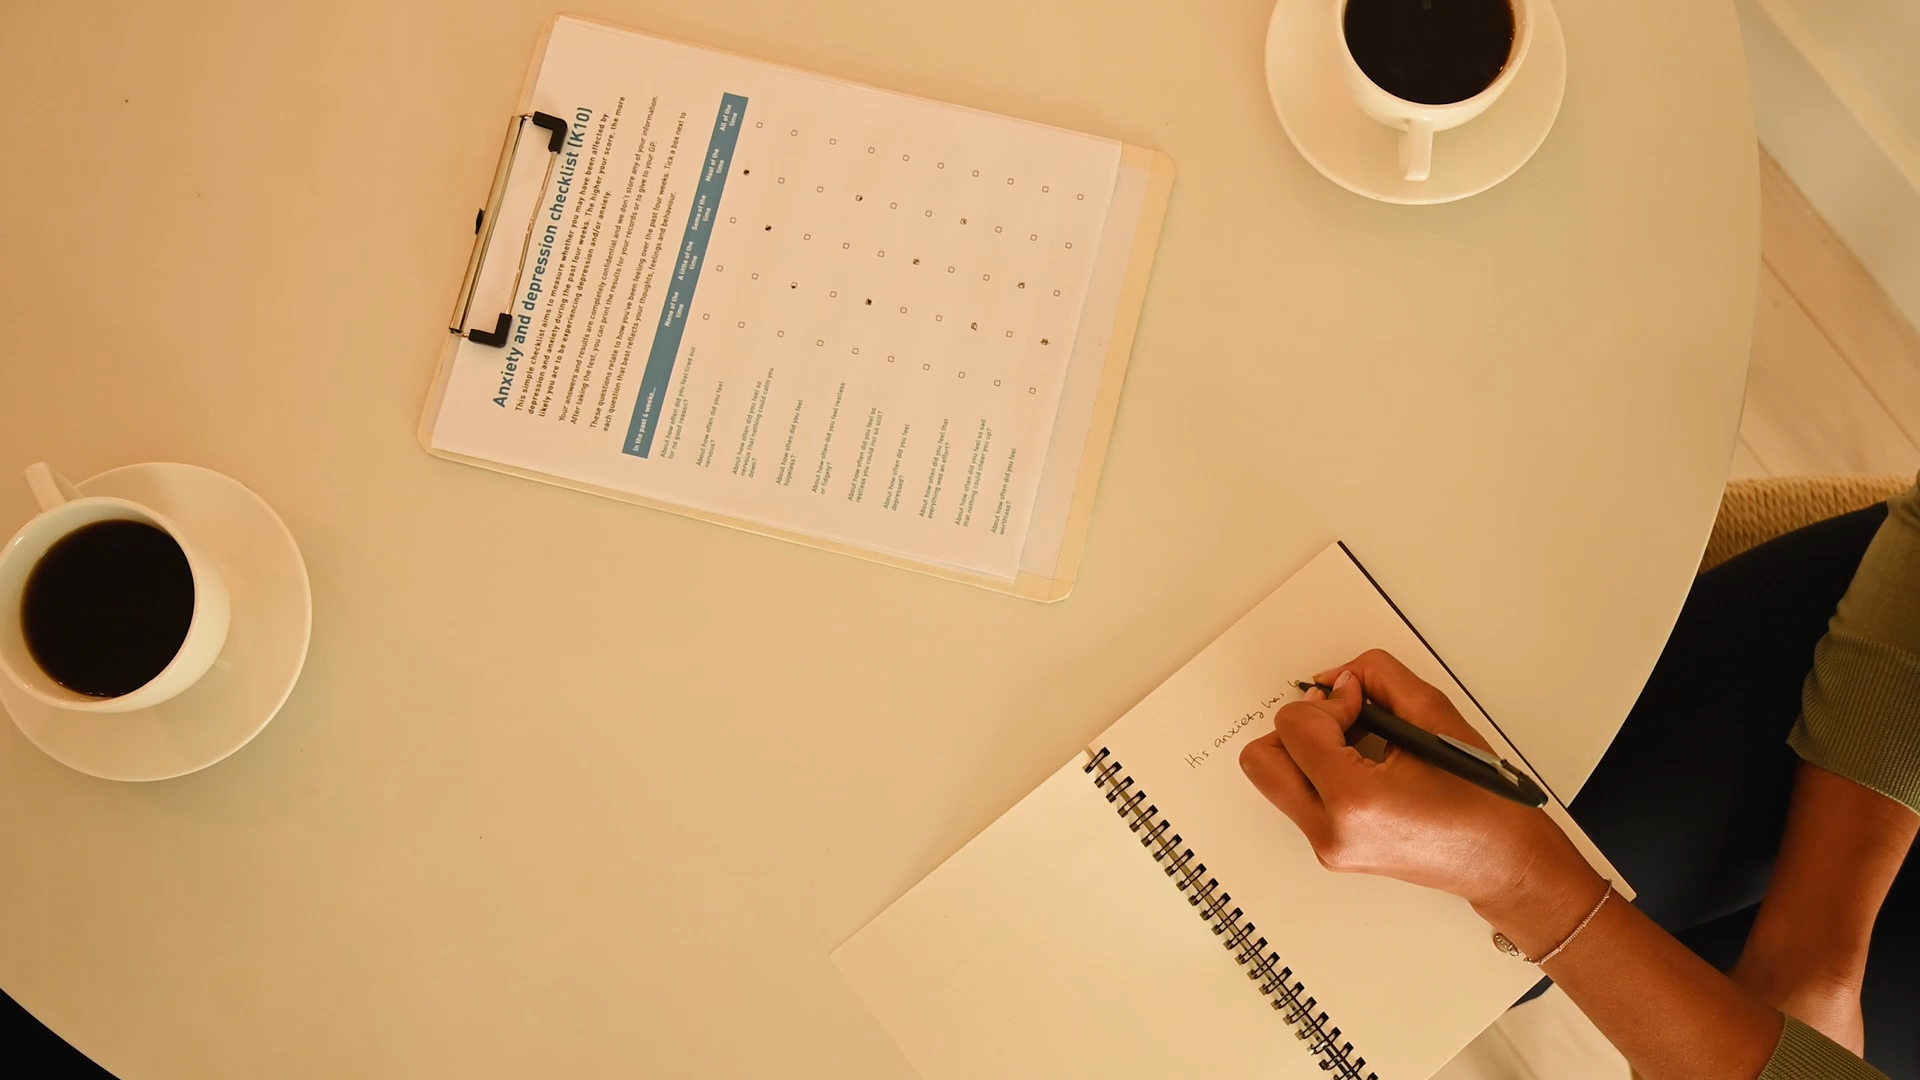 Anxiety and depression checklist (K10)
This simple checklist aims to measure whether you may have been affected by
depression and anxiety during the past four weeks. The higher your score, the more
likely you are to be experiencing depression and/or anxiety.
Your answers and results are completely confidential and we don't store any of your information.
After taking the test, you can print the results for your records or to give to your GP.
These questions relate to how you've been feeling over the past four weeks. Tick a box next to
each question that best reflects your thoughts, feelings and behaviour.
In the past 4 weeks... None of the time A little of the time Some of the time Most of the time All of the time
About how often did you feel tired out
for no good reason?
About how often did you feel
nervous?
About how often did you feel so
nervous that nothing could calm you
down?
About how often did you feel
hopeless?
About how often did you feel restless
or fidgety?
About how often did you feel so
restless you could not sit still?
About how often did you feel
depressed?
About how often did you feel that
everything was an effort?
About how often did you feel so sad
that nothing could cheer you up?
About how often did you feel
worthless?
His anxiety has